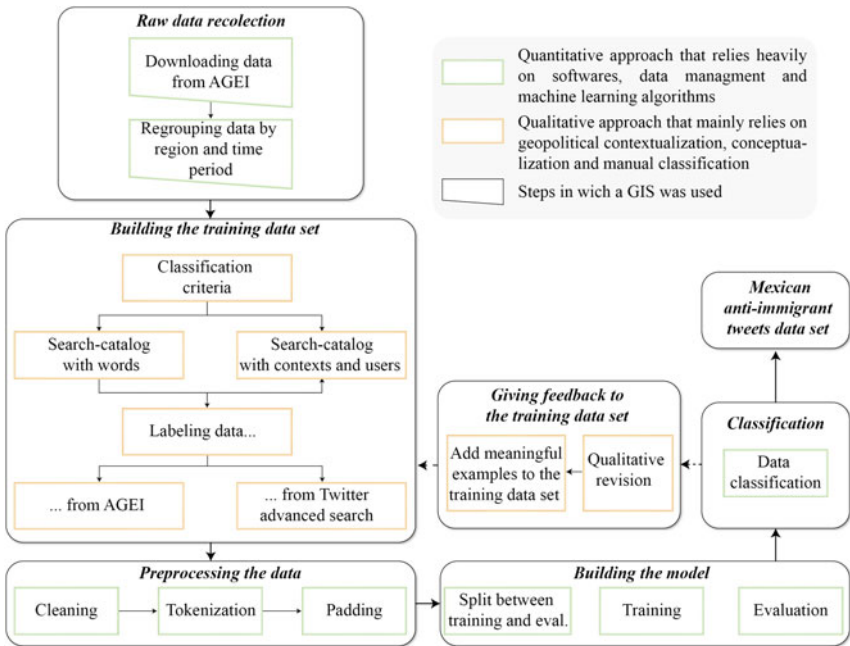 Raw data recolection
Downloading data
from AGEI
Regrouping data by
region and time
period
Quantitative approach that relies heavily
on softwares, data managment and
machine learning algorithms
Qualitative approach that mainly relies on
geopolitical contextualization, conceptua-
lization and manual classification
Steps in wich a GIS was used
Building the training data set
Classification
criteria
Search-catalog
with words
Search-catalog
with contexts and users
Labeling data...
... from AGEI
... from Twitter
advanced search
Giving feedback to
the training data set
Add meaningful
examples to the
training data set
Qualitative
revision
Mexican
anti-immigrant
tweets data set
Classification
Data
classification
Preprocessing the data
Cleaning
Tokenization
Padding
Building the model
Split between
training and eval.
Training
Evaluation